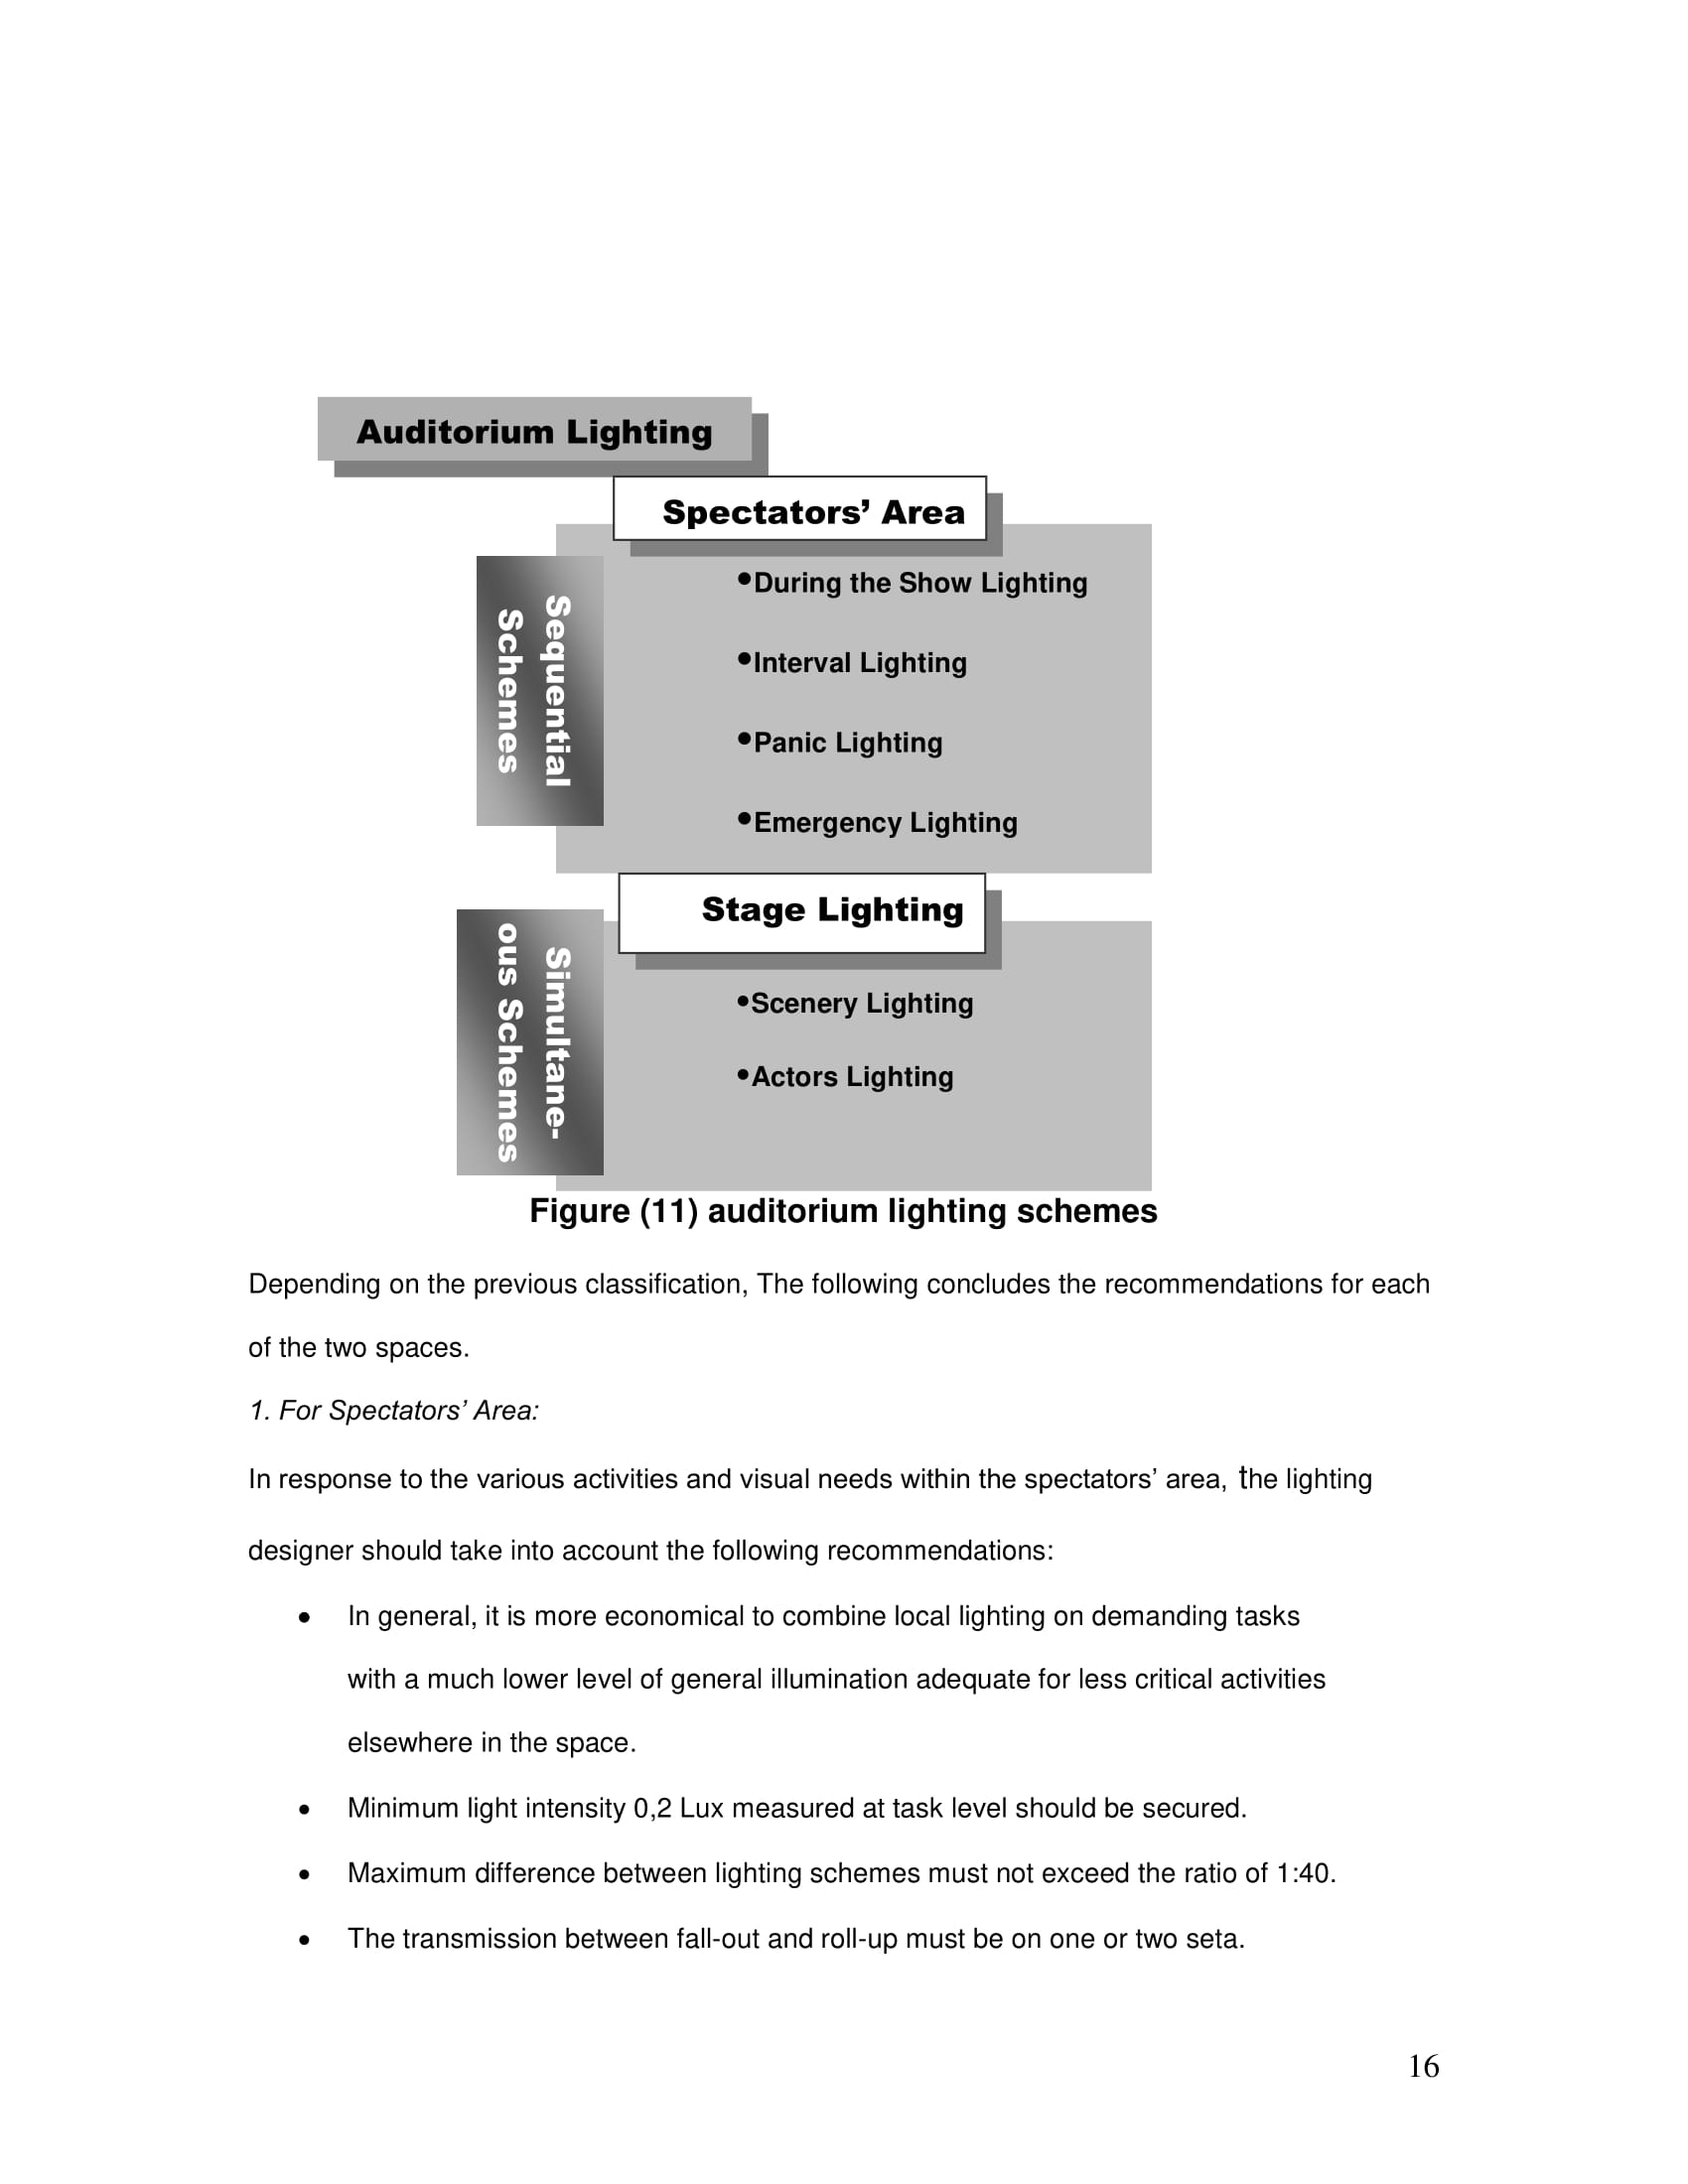 Auditorium Lighting
Spectators’ Area
Sequential
Schemes
•During the Show Lighting
•Interval Lighting
•Panic Lighting
•Emergency Lighting
Stage Lighting
Simultane-
ous Schemes
•Scenery Lighting
•Actors Lighting
Figure (11) auditorium lighting schemes
Depending on the previous classification, The following concludes the recommendations for each
of the two spaces.
1. For Spectators’ Area:
In response to the various activities and visual needs within the spectators’ area, the lighting
designer should take into account the following recommendations:
• In general, it is more economical to combine local lighting on demanding tasks
with a much lower level of general illumination adequate for less critical activities
elsewhere in the space.
• Minimum light intensity 0,2 Lux measured at task level should be secured.
• Maximum difference between lighting schemes must not exceed the ratio of 1:40.
• The transmission between fall-out and roll-up must be on one or two seta.
16